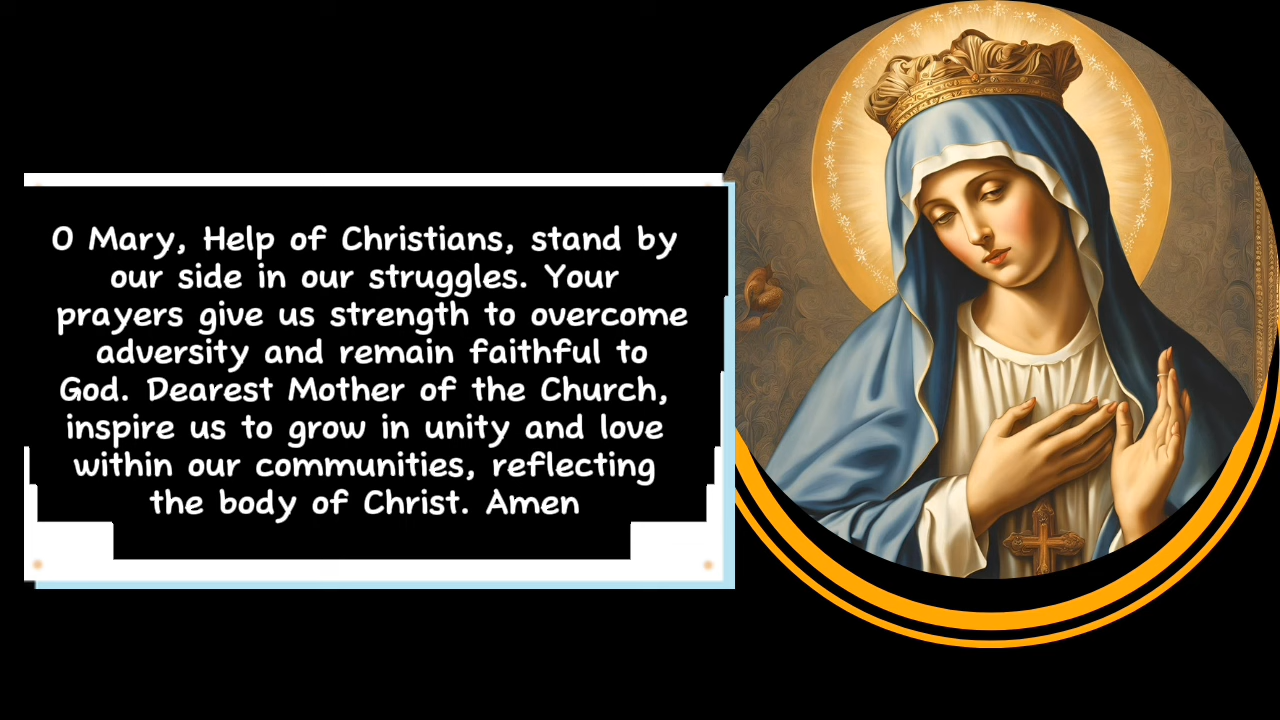 O Mary, Help of Christians, stand by
our side in our struggles. Your
prayers give us strength to overcome
adversity and remain faithful to
God. Dearest Mother of the Church,
inspire us to grow in unity and love
within our communities, reflecting
the body of Christ. Amen